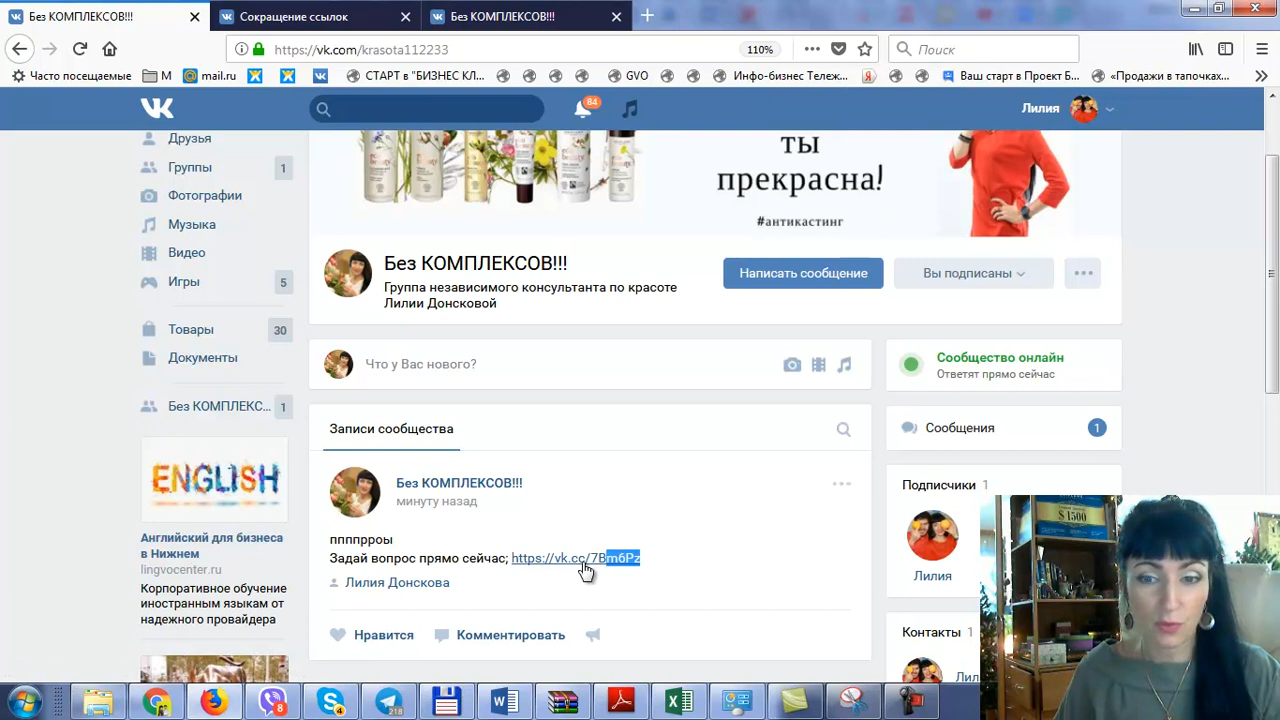 Без КОМПЛЕКСОВ!!!
Сокращение ссылок
Без КОМПЛЕКСОВ!!!
https://vk.com/krasota112233
110%
Поиск
Часто посещаемые
М
mail.ru
СТАРТ в "БИЗНЕС КЛ...
GVO
Инфо-бизнес Тележ...
Ваш старт в Проект Б...
«Продажи в тапочках...
84
Лилия
Друзья
Группы
1
Фотографии
Музыка
Видео
Игры
5
Товары
30
Документы
Без КОМПЛЕКС...
1
ENGLISH
Английский для бизнеса
в Нижнем
lingvocenter.ru
Корпоративное обучение
иностранным языкам от
надежного провайдера
ты
прекрасна!
#антикастинг
Без КОМПЛЕКСОВ!!!
Группа независимого консультанта по красоте
Лилии Донсковой
Написать сообщение
Вы подписаны
Что у Вас нового?
Записи сообщества
Без КОМПЛЕКСОВ!!!
минуту назад
ппппрроы
Задай вопрос прямо сейчас; https://vk.cc/7Bm6Pz
Лилия Донскова
Нравится
Комментировать
Сообщество онлайн
Ответят прямо сейчас
Сообщения
1
Подписчики 1
Лилия
Контакты 1
Лил
$ 1500
8
4
218